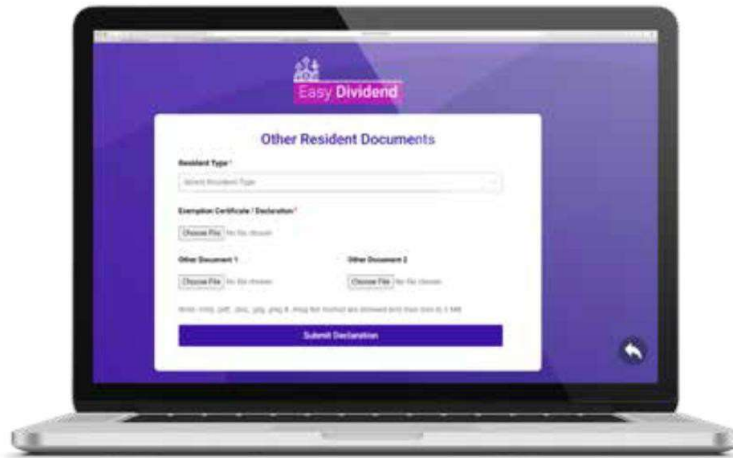 Easy Dividend
Other Resident Documents
Resident Type *
Select Resident Type
Exemption Certificate / Declaration *
Choose File No file chosen
Other Document 1 Other Document 2
Choose File No file chosen Choose File No file chosen
Submit Declaration